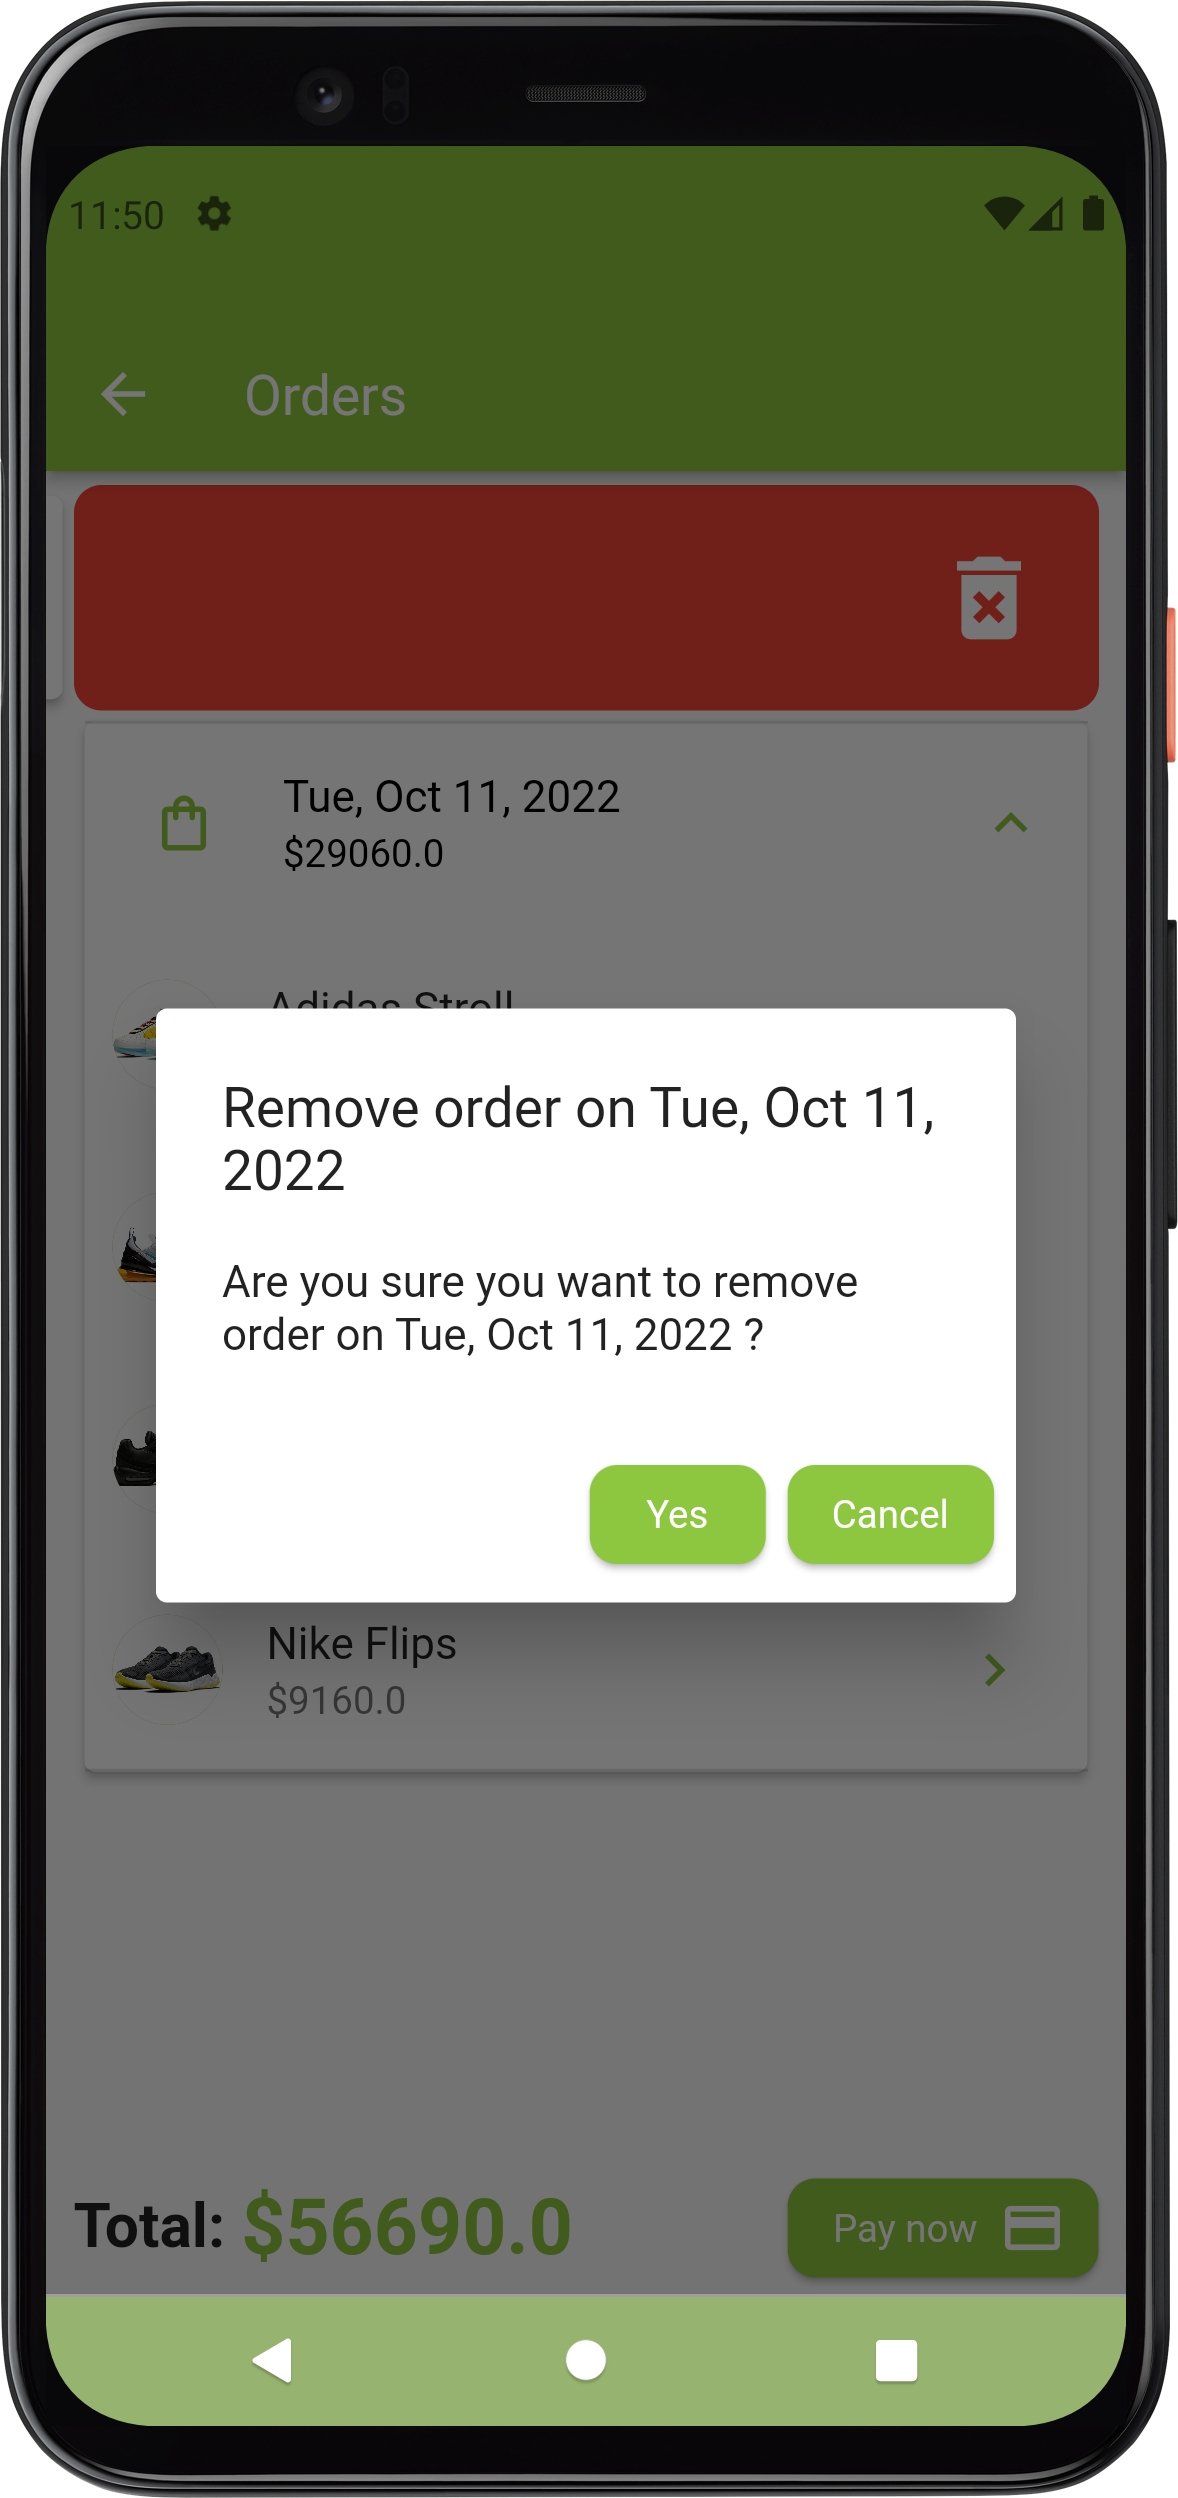 11:50
Orders
Tue, Oct 11, 2022
$29060.0
Adidas Stroll
Remove order on Tue, Oct 11,
2022
Are you sure you want to remove
order on Tue, Oct 11, 2022 ?
Yes
Cancel
Nike Flips
$9160.0
Total: $56690.0
Pay now